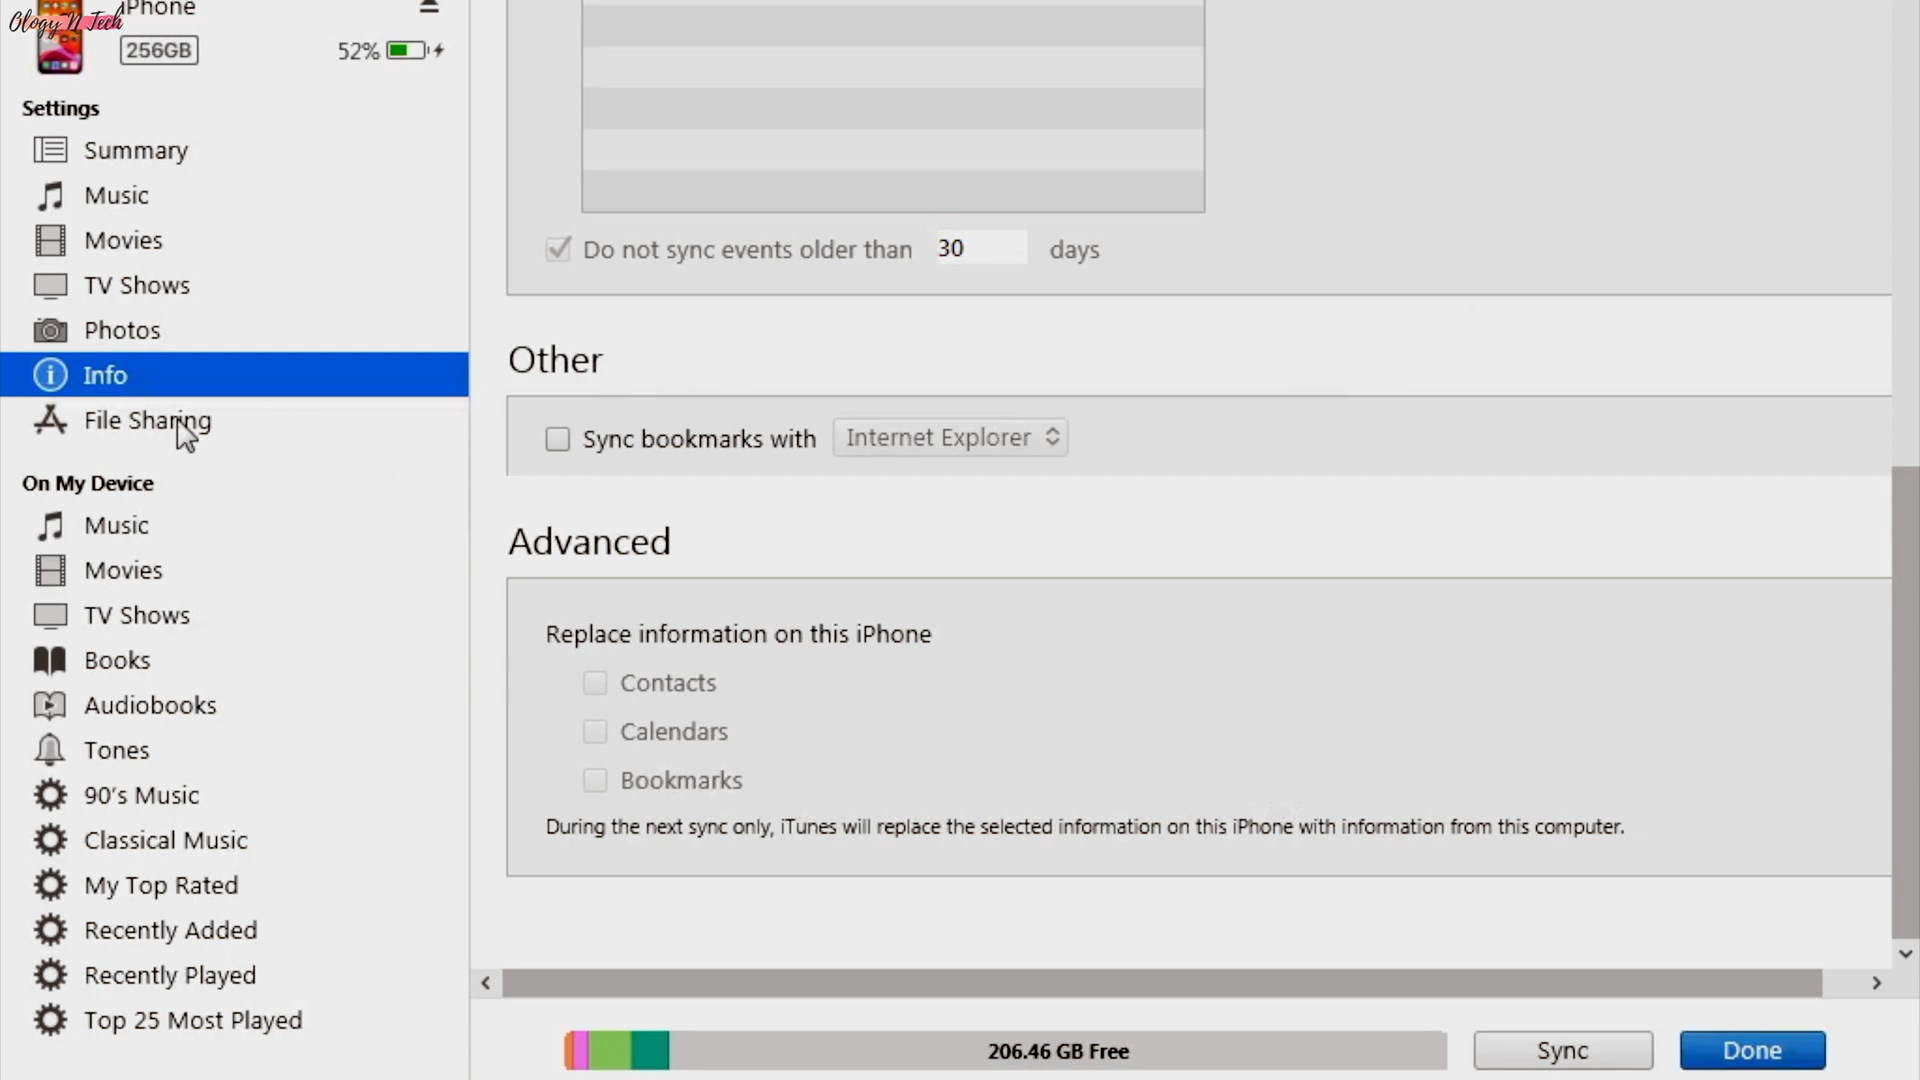 Ology N Tech
iPhone
256GB
52%
Settings
Summary
Music
Movies
TV Shows
Photos
Info
File Sharing
On My Device
Music
Movies
TV Shows
Books
Audiobooks
Tones
90's Music
Classical Music
My Top Rated
Recently Added
Recently Played
Top 25 Most Played
Do not sync events older than 30 days
Other
Sync bookmarks with Internet Explorer
Advanced
Replace information on this iPhone
Contacts
Calendars
Bookmarks
During the next sync only, iTunes will replace the selected information on this iPhone with information from this computer.
206.46 GB Free
Sync
Done